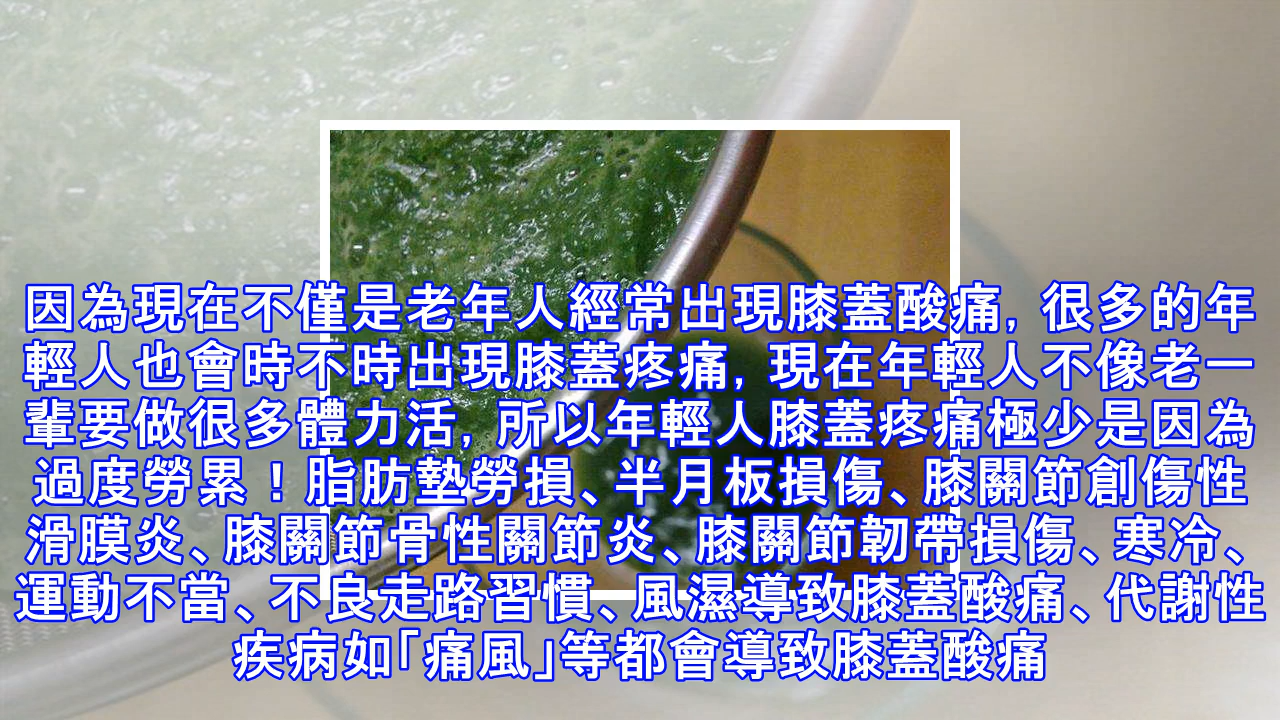 因為現在不僅是老年人經常出現膝蓋酸痛，很多的年
輕人也會時不時出現膝蓋疼痛，現在年輕人不像老一
輩要做很多體力活，所以年輕人膝蓋疼痛極少是因為
過度勞累！脂肪墊勞損、半月板損傷、膝關節創傷性
滑膜炎、膝關節骨性關節炎、膝關節韌帶損傷、寒冷、
運動不當、不良走路習慣、風濕導致膝蓋酸痛、代謝性
疾病如「痛風」等都會導致膝蓋酸痛